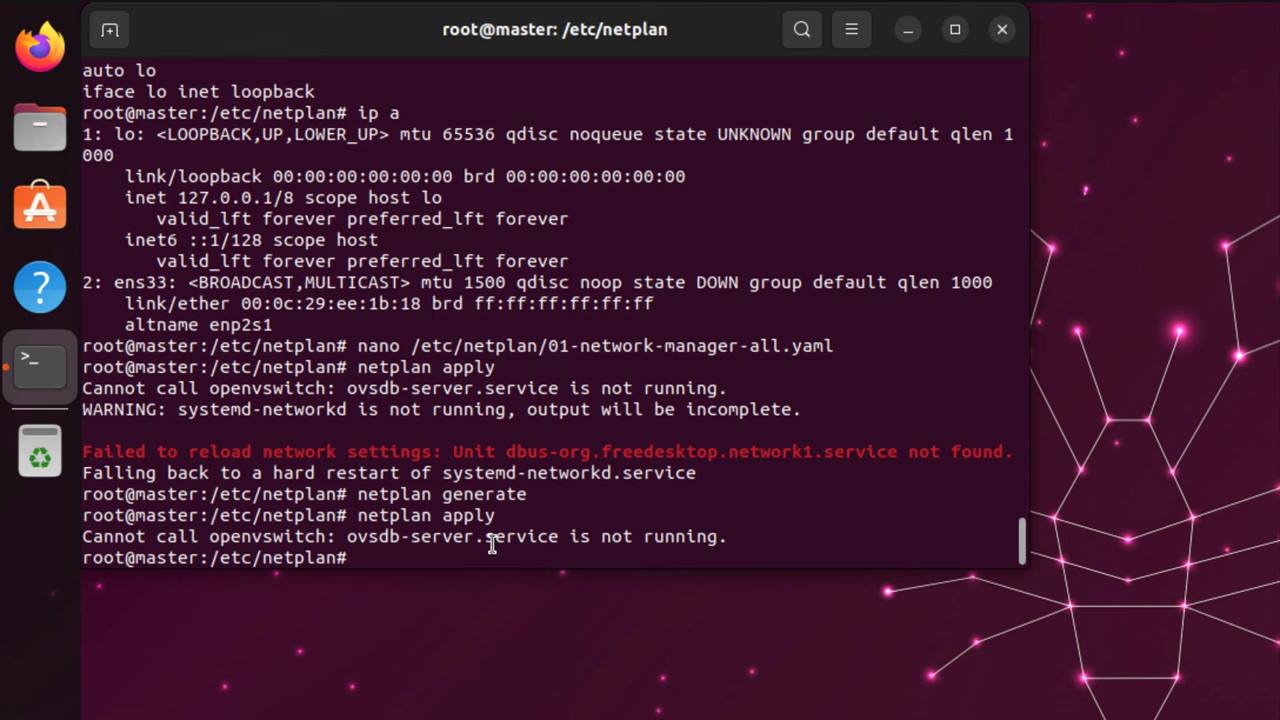 root@master: /etc/netplan
auto lo
iface lo inet loopback
root@master:/etc/netplan# ip a
1: lo: <LOOPBACK,UP,LOWER_UP> mtu 65536 qdisc noqueue state UNKNOWN group default qlen 1
000
    link/loopback 00:00:00:00:00:00 brd 00:00:00:00:00:00
    inet 127.0.0.1/8 scope host lo
       valid_lft forever preferred_lft forever
    inet6 ::1/128 scope host
       valid_lft forever preferred_lft forever
2: ens33: <BROADCAST,MULTICAST> mtu 1500 qdisc noop state DOWN group default qlen 1000
    link/ether 00:0c:29:ee:1b:18 brd ff:ff:ff:ff:ff:ff
    altname enp2s1
root@master:/etc/netplan# nano /etc/netplan/01-network-manager-all.yaml
root@master:/etc/netplan# netplan apply
Cannot call openvswitch: ovsdb-server.service is not running.
WARNING: systemd-networkd is not running, output will be incomplete.
Failed to reload network settings: Unit dbus-org.freedesktop.network1.service not found.
Falling back to a hard restart of systemd-networkd.service
root@master:/etc/netplan# netplan generate
root@master:/etc/netplan# netplan apply
Cannot call openvswitch: ovsdb-server.service is not running.
root@master:/etc/netplan#